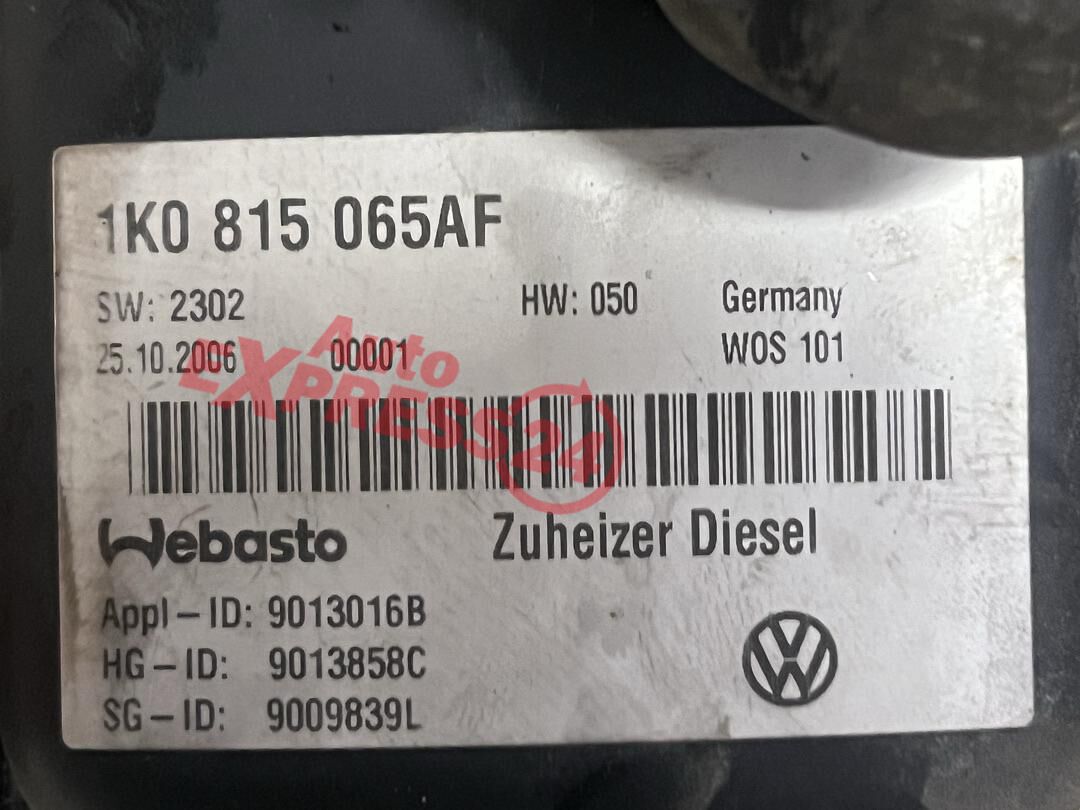 1K0 815 065AF
SW: 2302 HW: 050 Germany
25.10.2006 00001 WOS 101
Auto
EXPRESS24
Webasto Zuheizer Diesel
Appl-ID: 9013016B
HG-ID: 9013858C
SG-ID: 9009839L